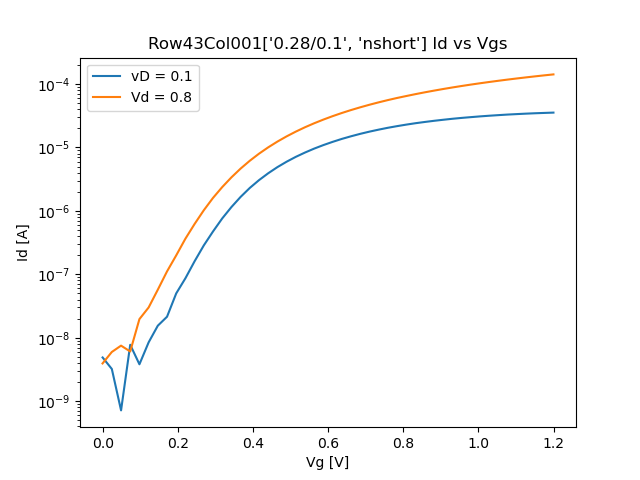 Row43Col001['0.28/0.1', 'nshort'] Id vs Vgs
vD = 0.1
Vd = 0.8
Id [A]
10⁻⁴
10⁻⁵
10⁻⁶
10⁻⁷
10⁻⁸
10⁻⁹
0.0 0.2 0.4 0.6 0.8 1.0 1.2
Vg [V]